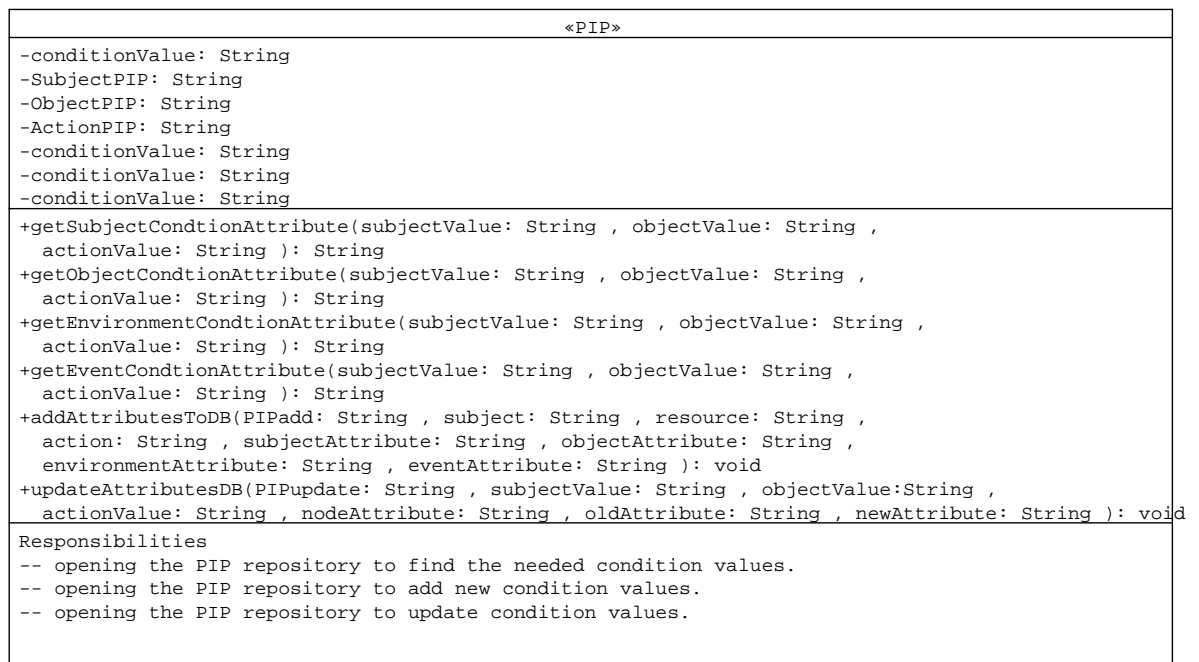 «PIP»
-conditionValue: String
-SubjectPIP: String
-ObjectPIP: String
-ActionPIP: String
-conditionValue: String
-conditionValue: String
-conditionValue: String
+getSubjectCondtionAttribute(subjectValue: String , objectValue: String ,
actionValue: String ): String
+getObjectCondtionAttribute(subjectValue: String , objectValue: String ,
actionValue: String ): String
+getEnvironmentCondtionAttribute(subjectValue: String , objectValue: String ,
actionValue: String ): String
+getEventCondtionAttribute(subjectValue: String , objectValue: String ,
actionValue: String ): String
+addAttributesToDB(PIPadd: String , subject: String , resource: String ,
action: String , subjectAttribute: String , objectAttribute: String ,
environmentAttribute: String , eventAttribute: String ): void
+updateAttributesDB(PIPupdate: String , subjectValue: String , objectValue:String ,
actionValue: String , nodeAttribute: String , oldAttribute: String , newAttribute: String ): void
Responsibilities
-- opening the PIP repository to find the needed condition values.
-- opening the PIP repository to add new condition values.
-- opening the PIP repository to update condition values.